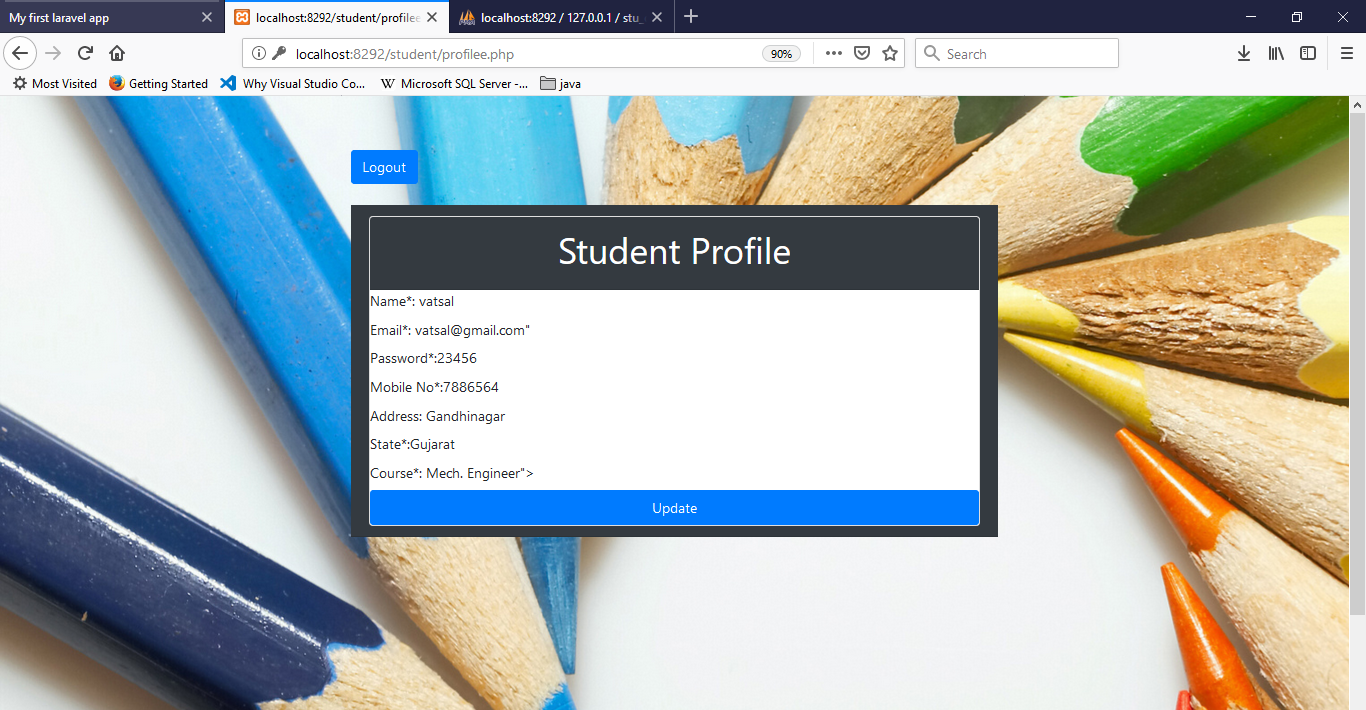 My first laravel app
localhost:8292/student/profilee
localhost:8292 / 127.0.0.1 / stu
localhost:8292/student/profilee.php
90%
Search
Most Visited
Getting Started
Why Visual Studio Co...
Microsoft SQL Server -...
java
Logout
Student Profile
Name*: vatsal
Email*: vatsal@gmail.com"
Password*:23456
Mobile No*:7886564
Address: Gandhinagar
State*:Gujarat
Course*: Mech. Engineer">
Update